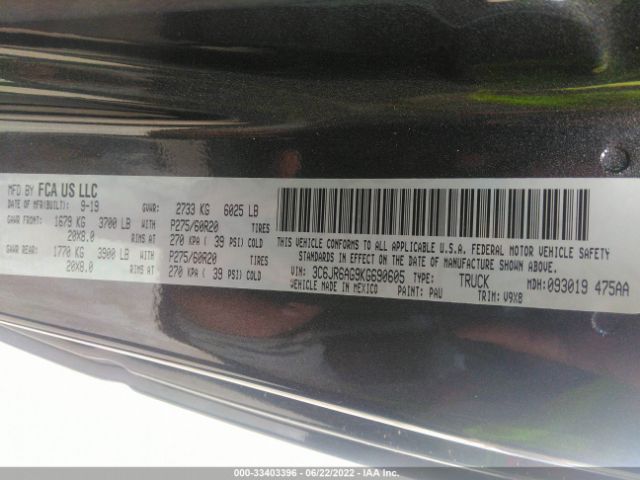 MFD BY FCA US LLC
DATE OF MFR(BUILT): 9-19 GVWR: 2733 KG 6025 LB
GAWR FRONT: 1679 KG 3700 LB WITH P275/60R20 TIRES
20X8.0 RIMS AT 270 KPA ( 39 PSI) COLD
GAWR REAR: 1770 KG 3900 LB WITH P275/60R20 TIRES
20X8.0 RIMS AT 270 KPA ( 39 PSI) COLD
THIS VEHICLE CONFORMS TO ALL APPLICABLE U.S.A. FEDERAL MOTOR VEHICLE SAFETY
STANDARDS IN EFFECT ON THE DATE OF MANUFACTURE SHOWN ABOVE.
VIN: 3C6JR6AG9KG690605 TYPE: TRUCK MDH: 093019 475AA
VEHICLE MADE IN MEXICO PAINT: PAU TRIM: V9X8
000-33403396 - 06/22/2022 - IAAI.COM